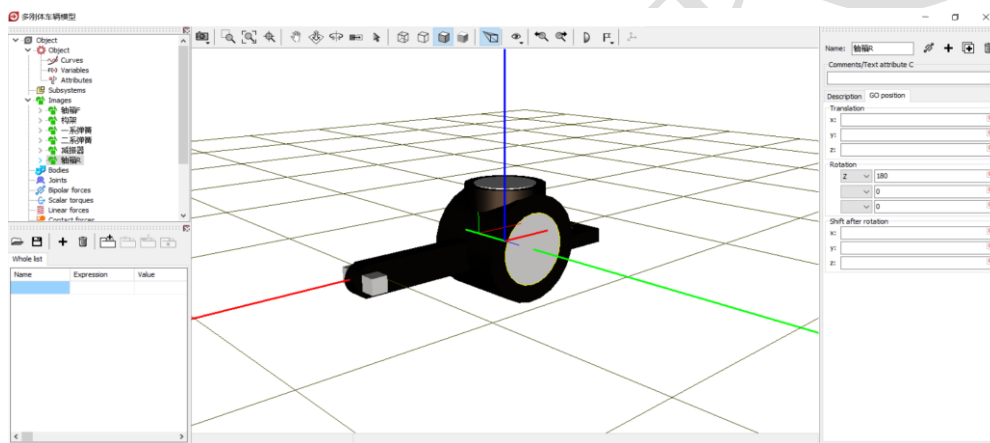 多刚体车辆模型
Object
Object
Curves
Variables
Attributes
Subsystems
Images
轴箱F
构架
一系弹簧
二系弹簧
减振器
轴箱R
Bodies
Joints
Bipolar forces
Scalar torques
Linear forces
Contact forces
Whole list
Name Expression Value
Name: 轴箱R
Comments/Text attribute C
Description GO position
Translation
x:
y:
z:
Rotation
Z 180
0
0
Shift after rotation
x:
y:
z: